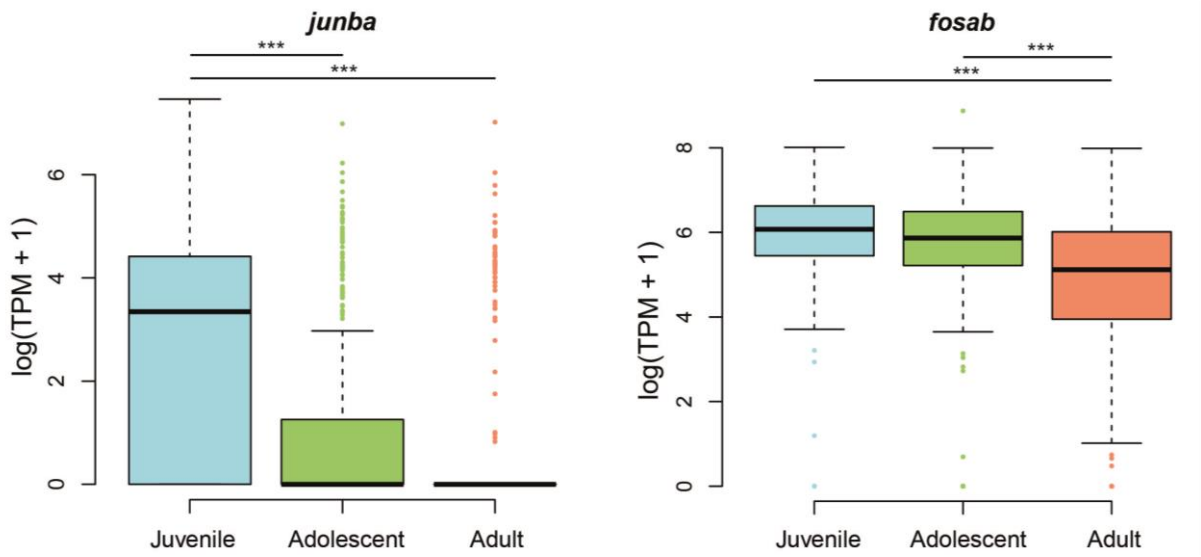 junba
***
***
log(TPM + 1)
6
4
2
0
Juvenile Adolescent Adult
fosab
***
***
log(TPM + 1)
8
6
4
2
0
Juvenile Adolescent Adult